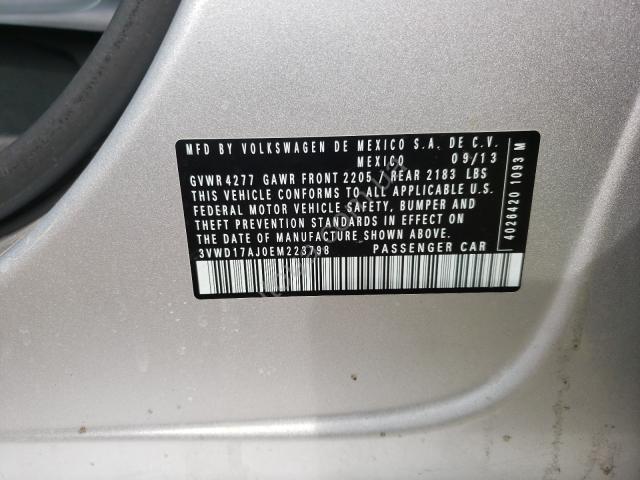 MFD BY VOLKSWAGEN DE MEXICO S.A. DE C.V.
MEXICO 09/13
GVWR 4277 GAWR FRONT 2205 / REAR 2183 LBS
THIS VEHICLE CONFORMS TO ALL APPLICABLE U.S.
FEDERAL MOTOR VEHICLE SAFETY, BUMPER AND
THEFT PREVENTION STANDARDS IN EFFECT ON THE
DATE OF MANUFACTURE SHOWN ABOVE.
3VWD17AJ0EM223798 PASSENGER CAR
4026420 1093 M